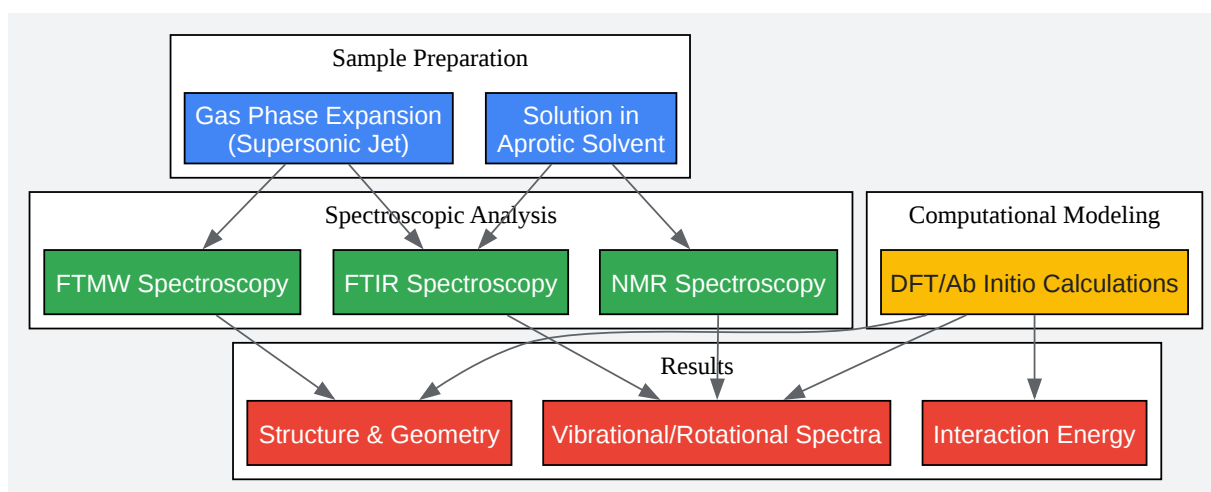 Sample Preparation
Gas Phase Expansion
(Supersonic Jet)
Solution in
Aprotic Solvent
Spectroscopic Analysis
Computational Modeling
FTMW Spectroscopy
FTIR Spectroscopy
NMR Spectroscopy
DFT/Ab Initio Calculations
Results
Structure & Geometry
Vibrational/Rotational Spectra
Interaction Energy